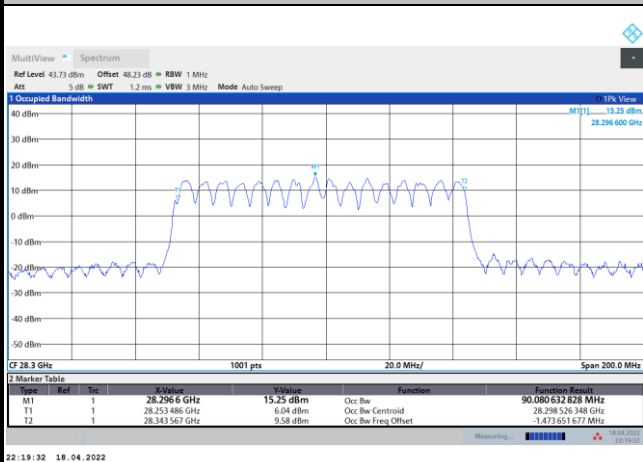 MultiView Spectrum
Ref Level 43.73 dBm Offset 48.23 dB RBW 1 MHz
Att 5 dB SWT 1.2 ms VBW 3 MHz Mode Auto Sweep
1 Occupied Bandwidth 1Pk View
M1[1] 15.25 dBm
28.296 600 GHz
40 dBm
30 dBm
20 dBm
M1
T1 T2
10 dBm
0 dBm
-10 dBm
-20 dBm
-30 dBm
-40 dBm
-50 dBm
CF 28.3 GHz 1001 pts 20.0 MHz/ Span 200.0 MHz
2 Marker Table
Type Ref Trc X-Value Y-Value Function Function Result
M1 1 28.296 6 GHz 15.25 dBm Occ Bw 90.080 632 828 MHz
T1 1 28.253 486 GHz 6.04 dBm Occ Bw Centroid 28.298 526 348 GHz
T2 1 28.343 567 GHz 9.58 dBm Occ Bw Freq Offset -1.473 651 677 MHz
Measuring... 18.04.2022
22:19:32
22:19:32 18.04.2022